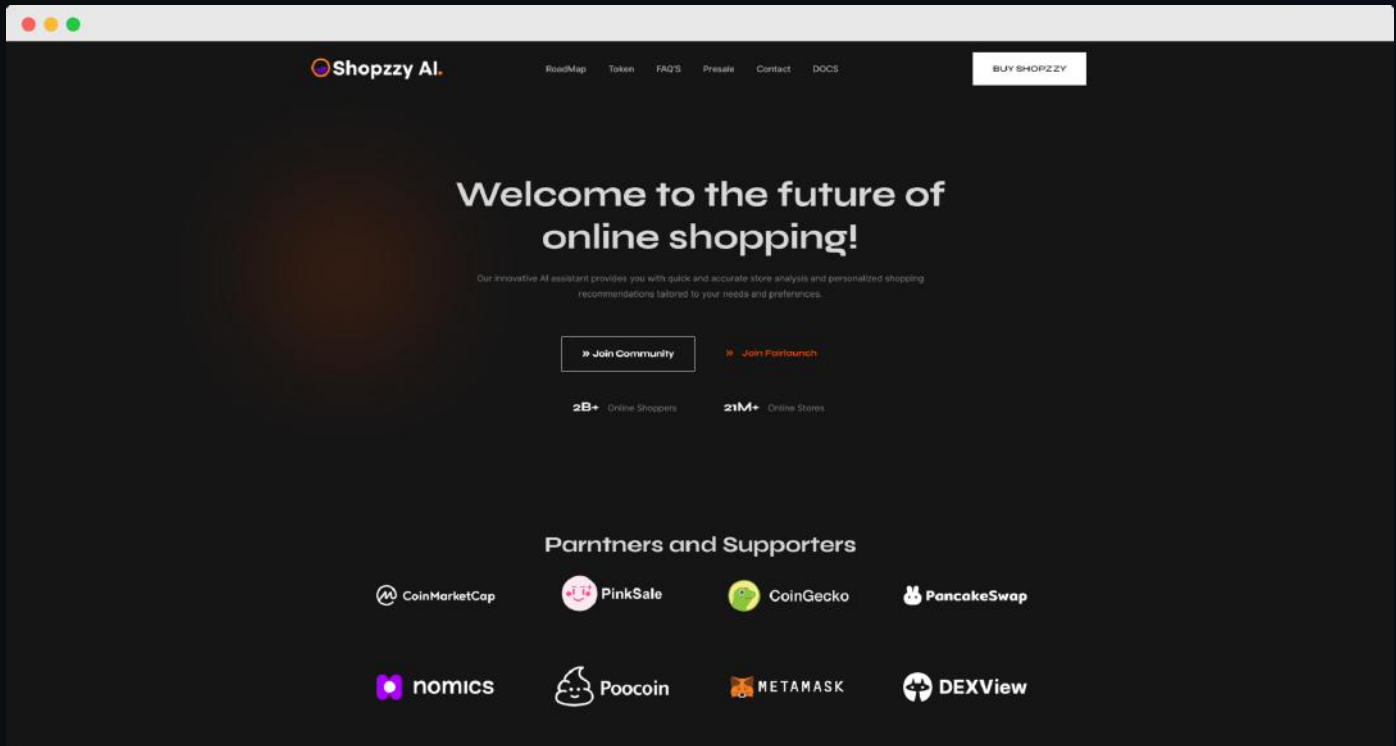 Shopzzy AI.
RoadMap Token FAQ'S Presale Contact DOCS
BUY SHOPZZY
Welcome to the future of
online shopping!
Our innovative AI assistant provides you with quick and accurate store analysis and personalized shopping
recommendations tailored to your needs and preferences.
» Join Community » Join Fairlaunch
2B+ Online Shoppers 21M+ Online Stores
Parntners and Supporters
CoinMarketCap PinkSale CoinGecko PancakeSwap
nomics Poocoin METAMASK DEXView